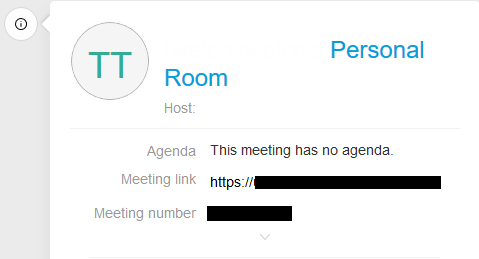 TT
Personal
Room
Host:
Agenda This meeting has no agenda.
Meeting link https://
Meeting number